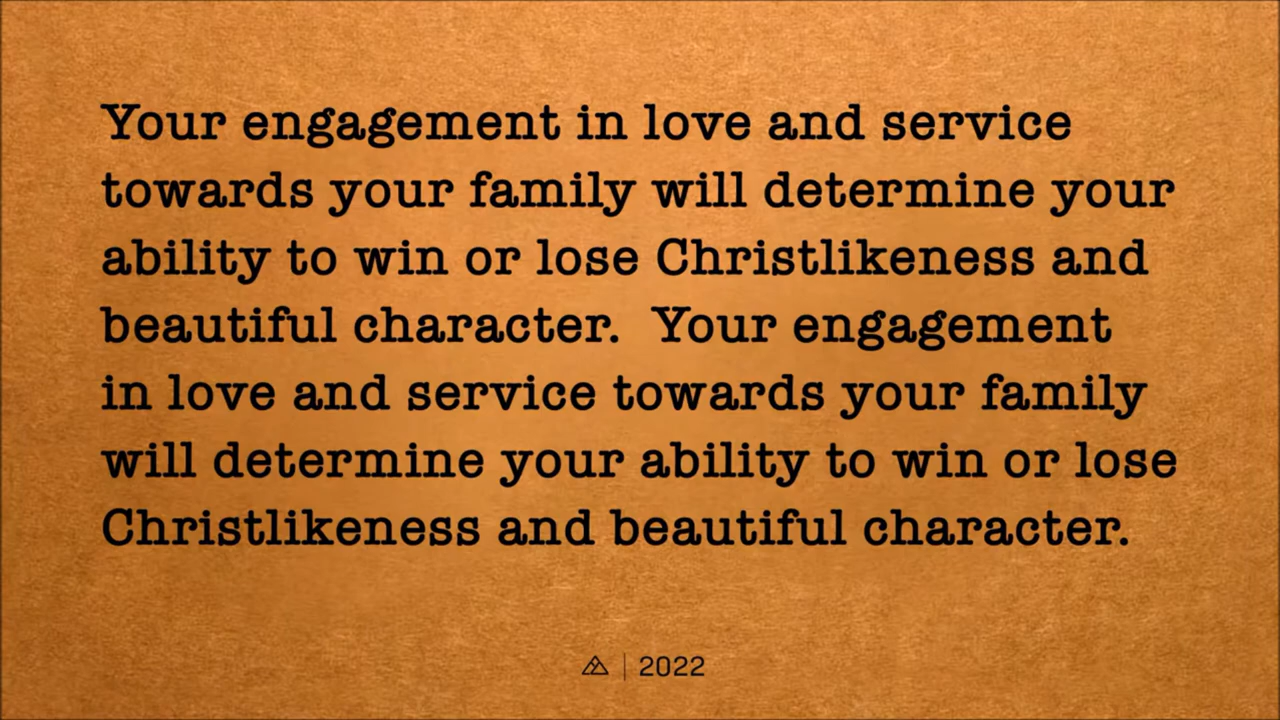 Your engagement in love and service
towards your family will determine your
ability to win or lose Christlikeness and
beautiful character.  Your engagement
in love and service towards your family
will determine your ability to win or lose
Christlikeness and beautiful character.
| 2022